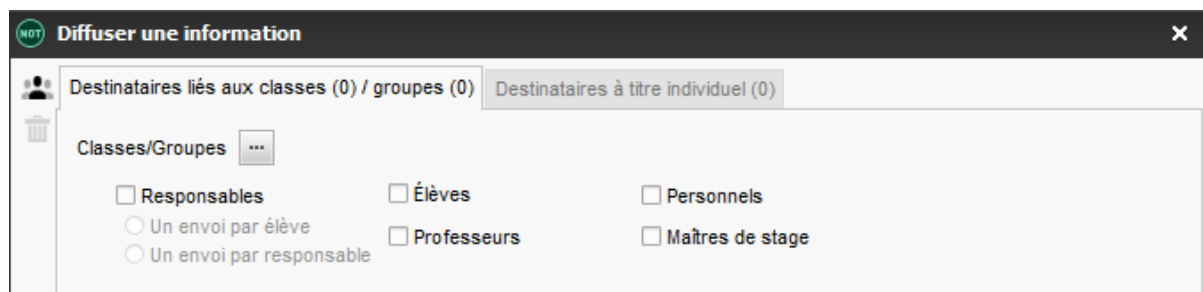 NOT Diffuser une information
Destinataires liés aux classes (0) / groupes (0) Destinataires à titre individuel (0)
Classes/Groupes ...
Responsables Élèves Personnels
Un envoi par élève
Professeurs Maîtres de stage
Un envoi par responsable